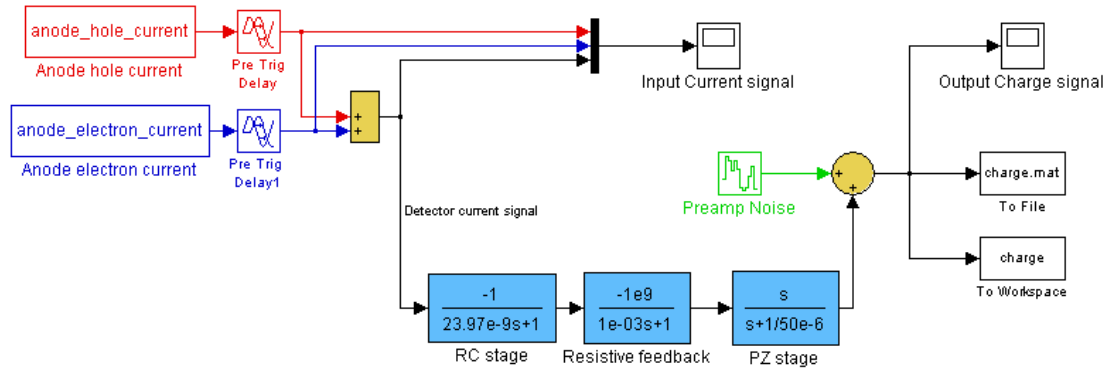 anode_hole_current
Anode hole current
Pre Trig
Delay
Input Current signal
Output Charge signal
anode_electron_current
Anode electron current
Pre Trig
Delay1
+
+
Detector current signal
Preamp Noise
+
+
charge.mat
To File
charge
To Workspace
-1
23.97e-9s+1
RC stage
-1e9
1e-03s+1
Resistive feedback
s
s+1/50e-6
PZ stage